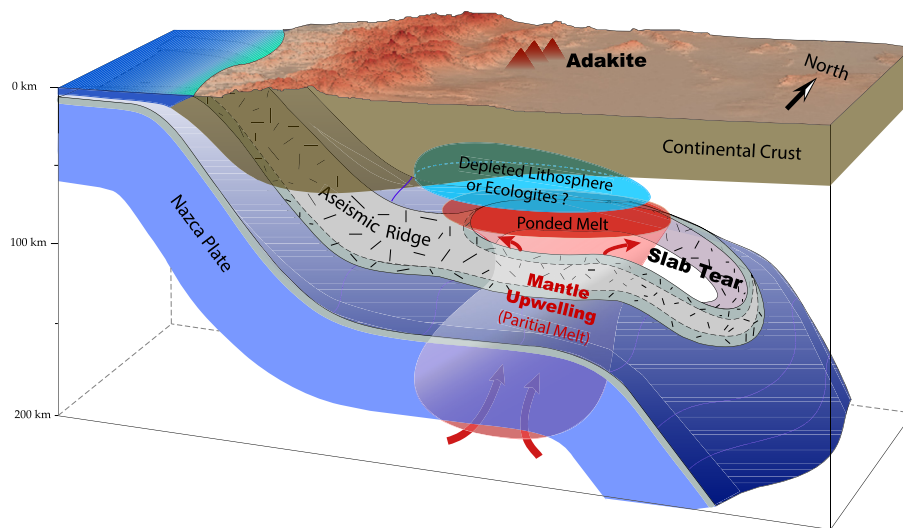 Adakite
North
0 km
Continental Crust
Depleted Lithosphere
or Ecologites ?
Aseismic Ridge
Ponded Melt
Nazca Plate
100 km
Slab Tear
Mantle
Upwelling
(Paritial Melt)
200 km